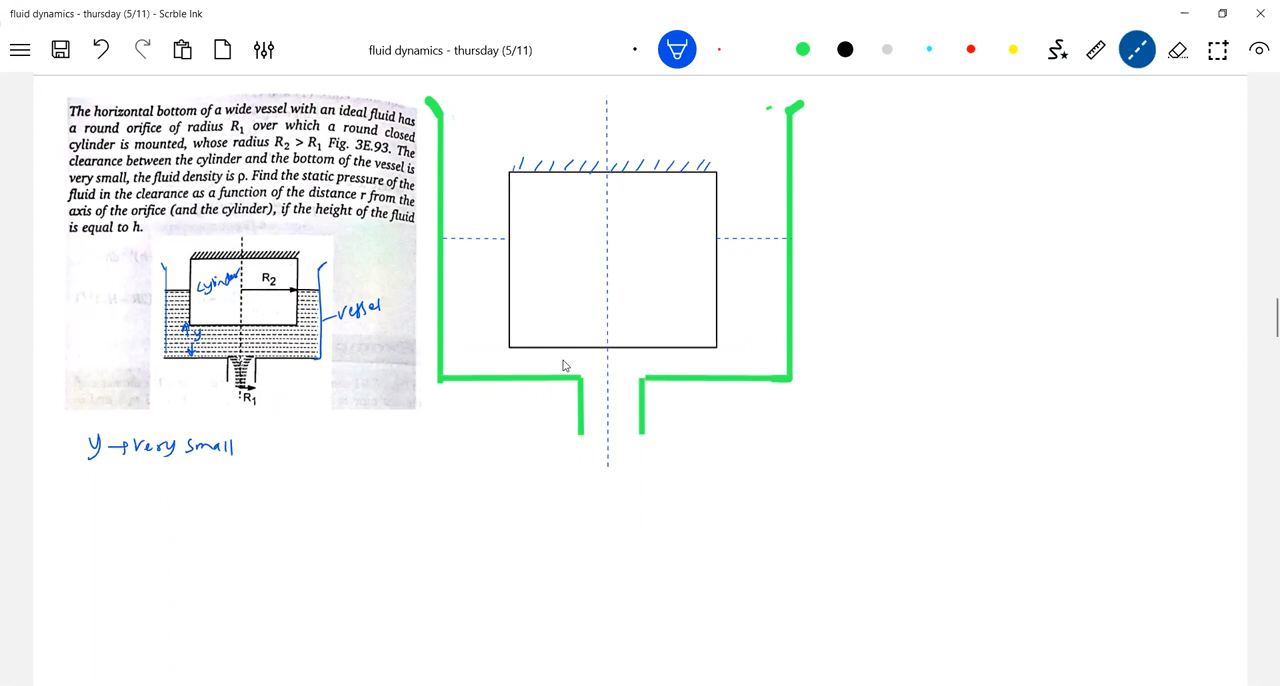 fluid dynamics - thursday (5/11) - Scrble Ink
fluid dynamics - thursday (5/11)
The horizontal bottom of a wide vessel with an ideal fluid has
a round orifice of radius R₁ over which a round closed
cylinder is mounted, whose radius R₂ > R₁ Fig. 3E.93. The
clearance between the cylinder and the bottom of the vessel is
very small, the fluid density is ρ. Find the static pressure of the
fluid in the clearance as a function of the distance r from the
axis of the orifice (and the cylinder), if the height of the fluid
is equal to h.
cylinder
R₂
vessel
y
R₁
y → very small